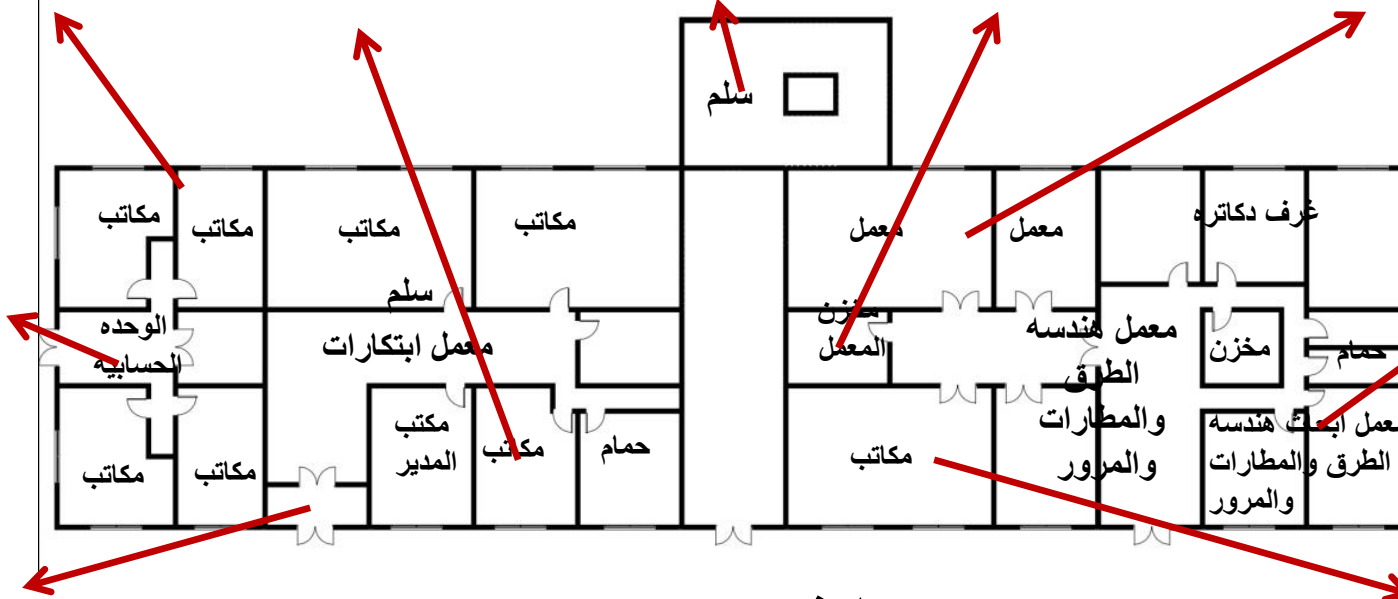 سلم
مكاتب
مكاتب
مكاتب
مكاتب
معمل
معمل
غرف دكاتره
سلم
الوحده
الحسابيه
معمل ابتكارات
مخزن
المعمل
معمل هندسه
الطرق
والمطارات
والمرور
مخزن
حمام
مكاتب
مكاتب
مكتب
المدير
مكاتب
حمام
مكاتب
معمل ابحاث هندسه
الطرق والمطارات
والمرور